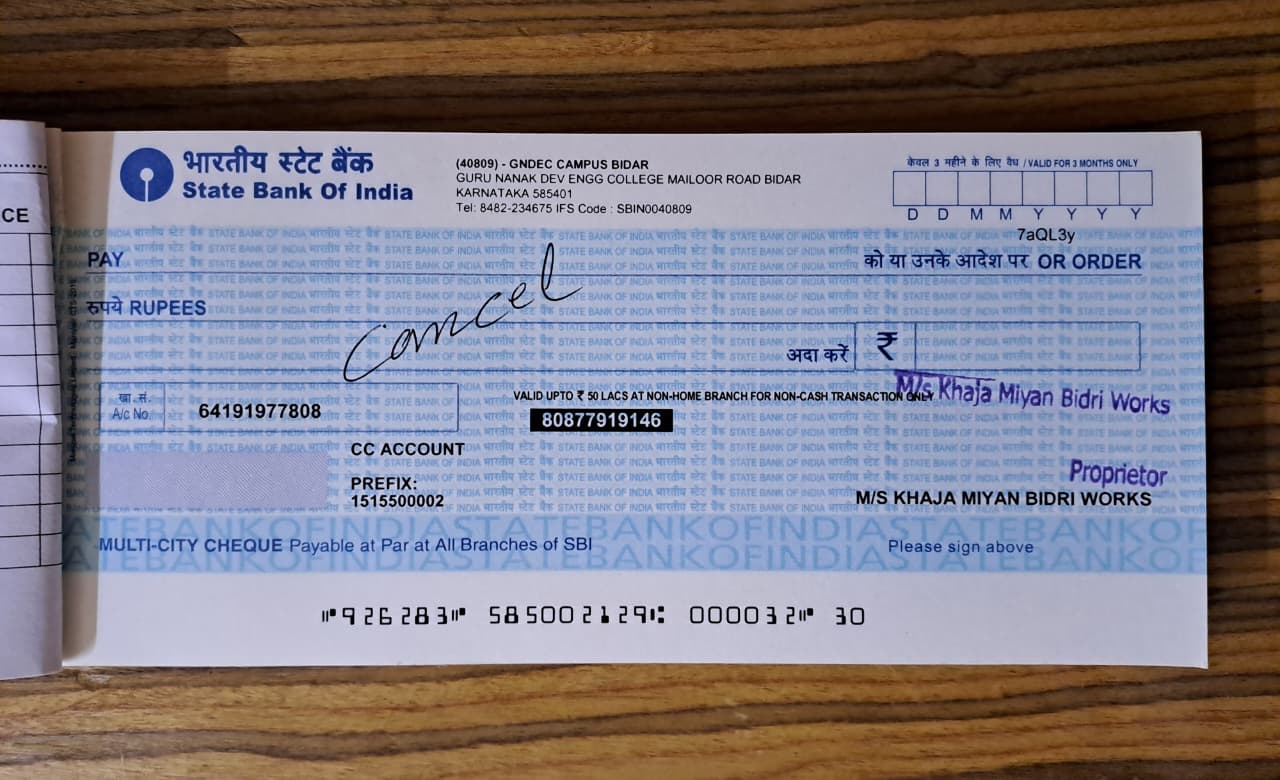 CE
भारतीय स्टेट बैंक
State Bank Of India
(40809) - GNDEC CAMPUS BIDAR
GURU NANAK DEV ENGG COLLEGE MAILOOR ROAD BIDAR
KARNATAKA 585401
Tel: 8482-234675 IFS Code : SBIN0040809
केवल 3 महीने के लिए वैध / VALID FOR 3 MONTHS ONLY
D D M M Y Y Y Y
7aQL3y
PAY
को या उनके आदेश पर OR ORDER
रुपये RUPEES
Cancel
अदा करें ₹
खा. सं.
A/c No.
64191977808
VALID UPTO ₹ 50 LACS AT NON-HOME BRANCH FOR NON-CASH TRANSACTION ONLY
80877919146
M/s Khaja Miyan Bidri Works
CC ACCOUNT
PREFIX:
1515500002
Proprietor
M/S KHAJA MIYAN BIDRI WORKS
MULTI-CITY CHEQUE Payable at Par at All Branches of SBI
Please sign above
⑈926283⑈ 585002129⑆ 000032⑈ 30